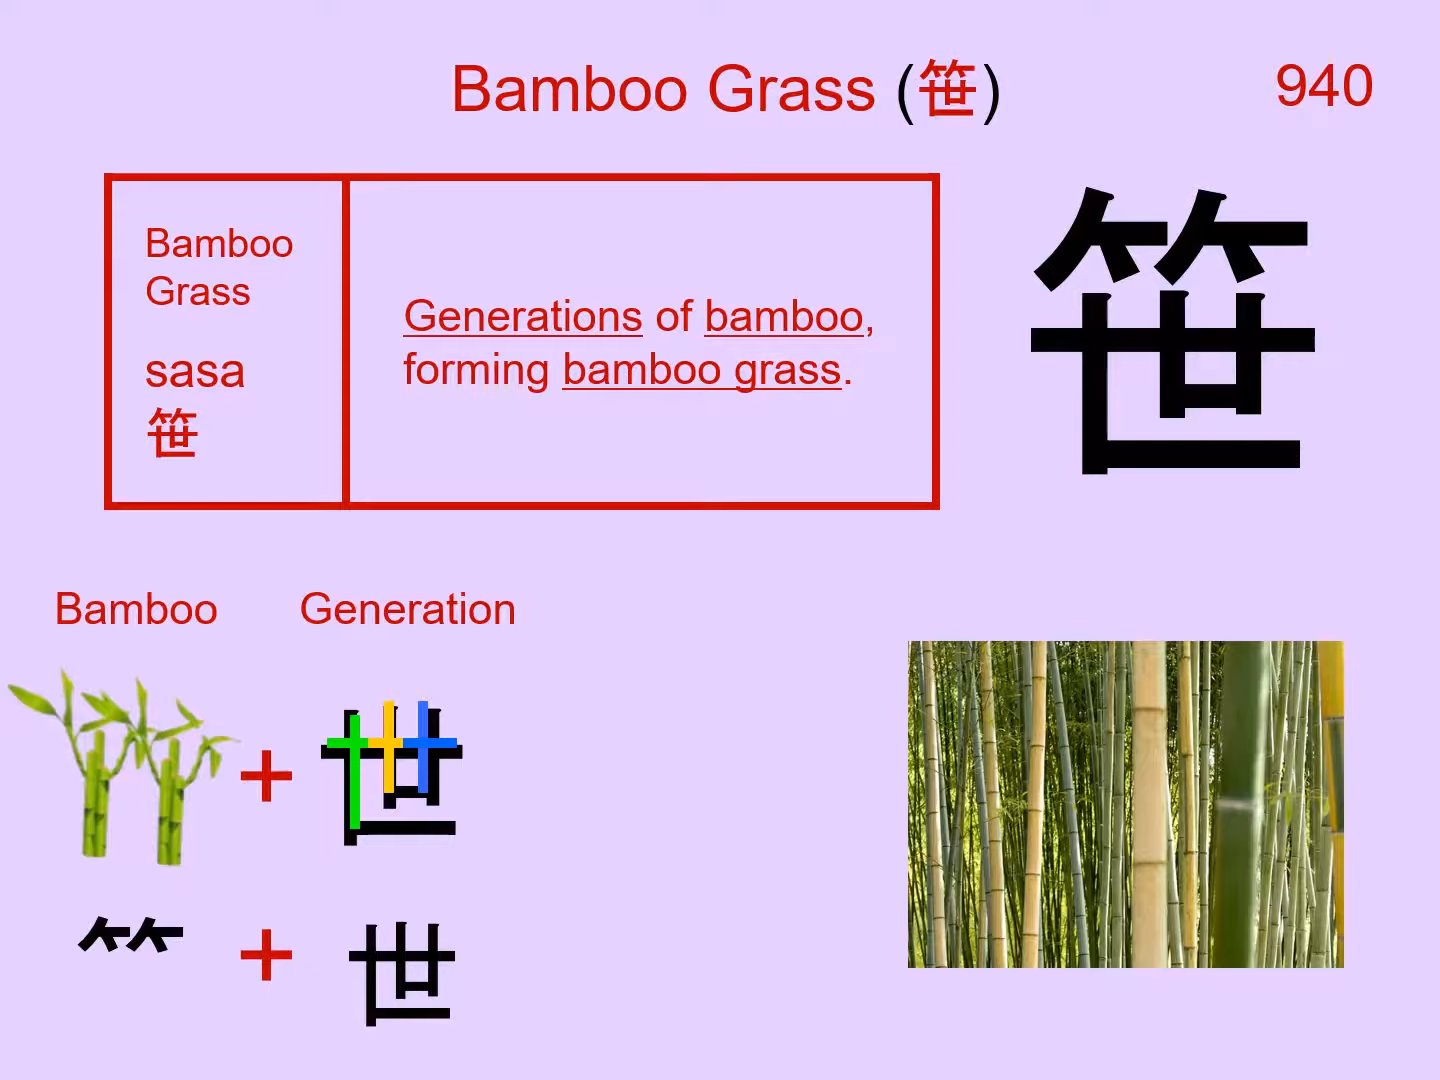 Bamboo Grass (笹)
940
Bamboo
Grass
sasa
笹
Generations of bamboo,
forming bamboo grass.
笹
Bamboo
Generation
+
世
⺮
+
世